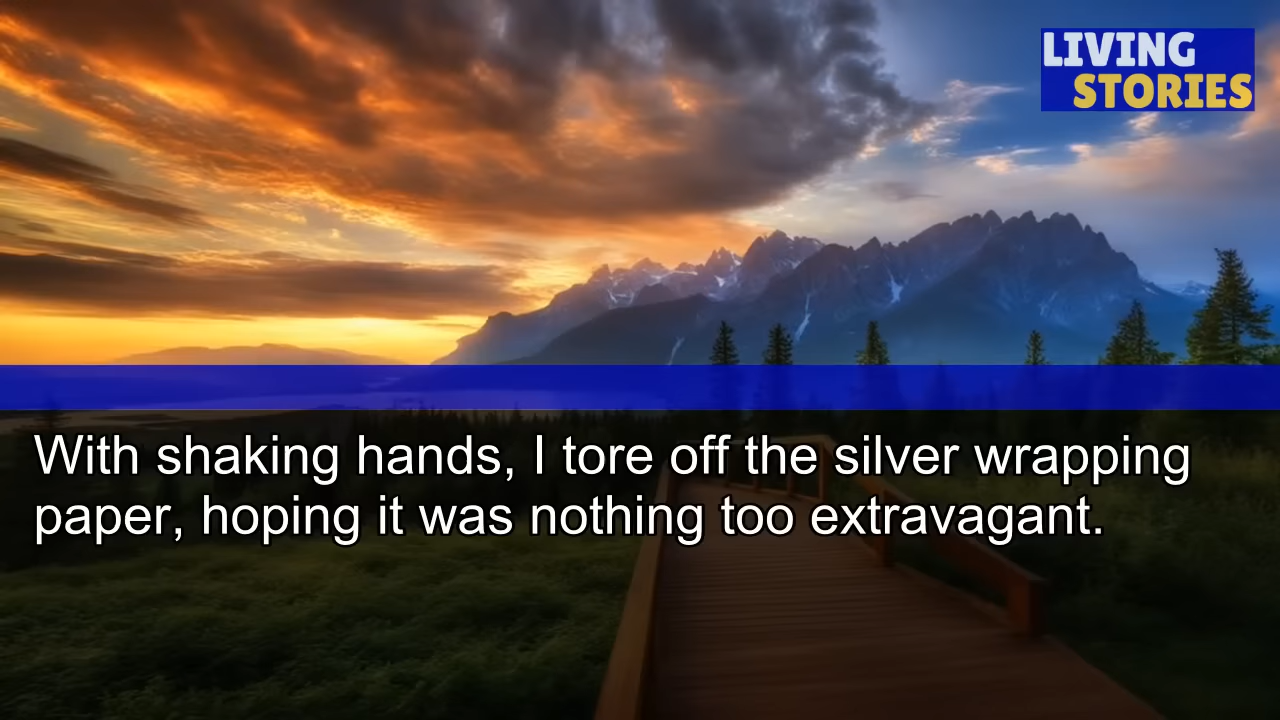 LIVING
STORIES
With shaking hands, I tore off the silver wrapping
paper, hoping it was nothing too extravagant.